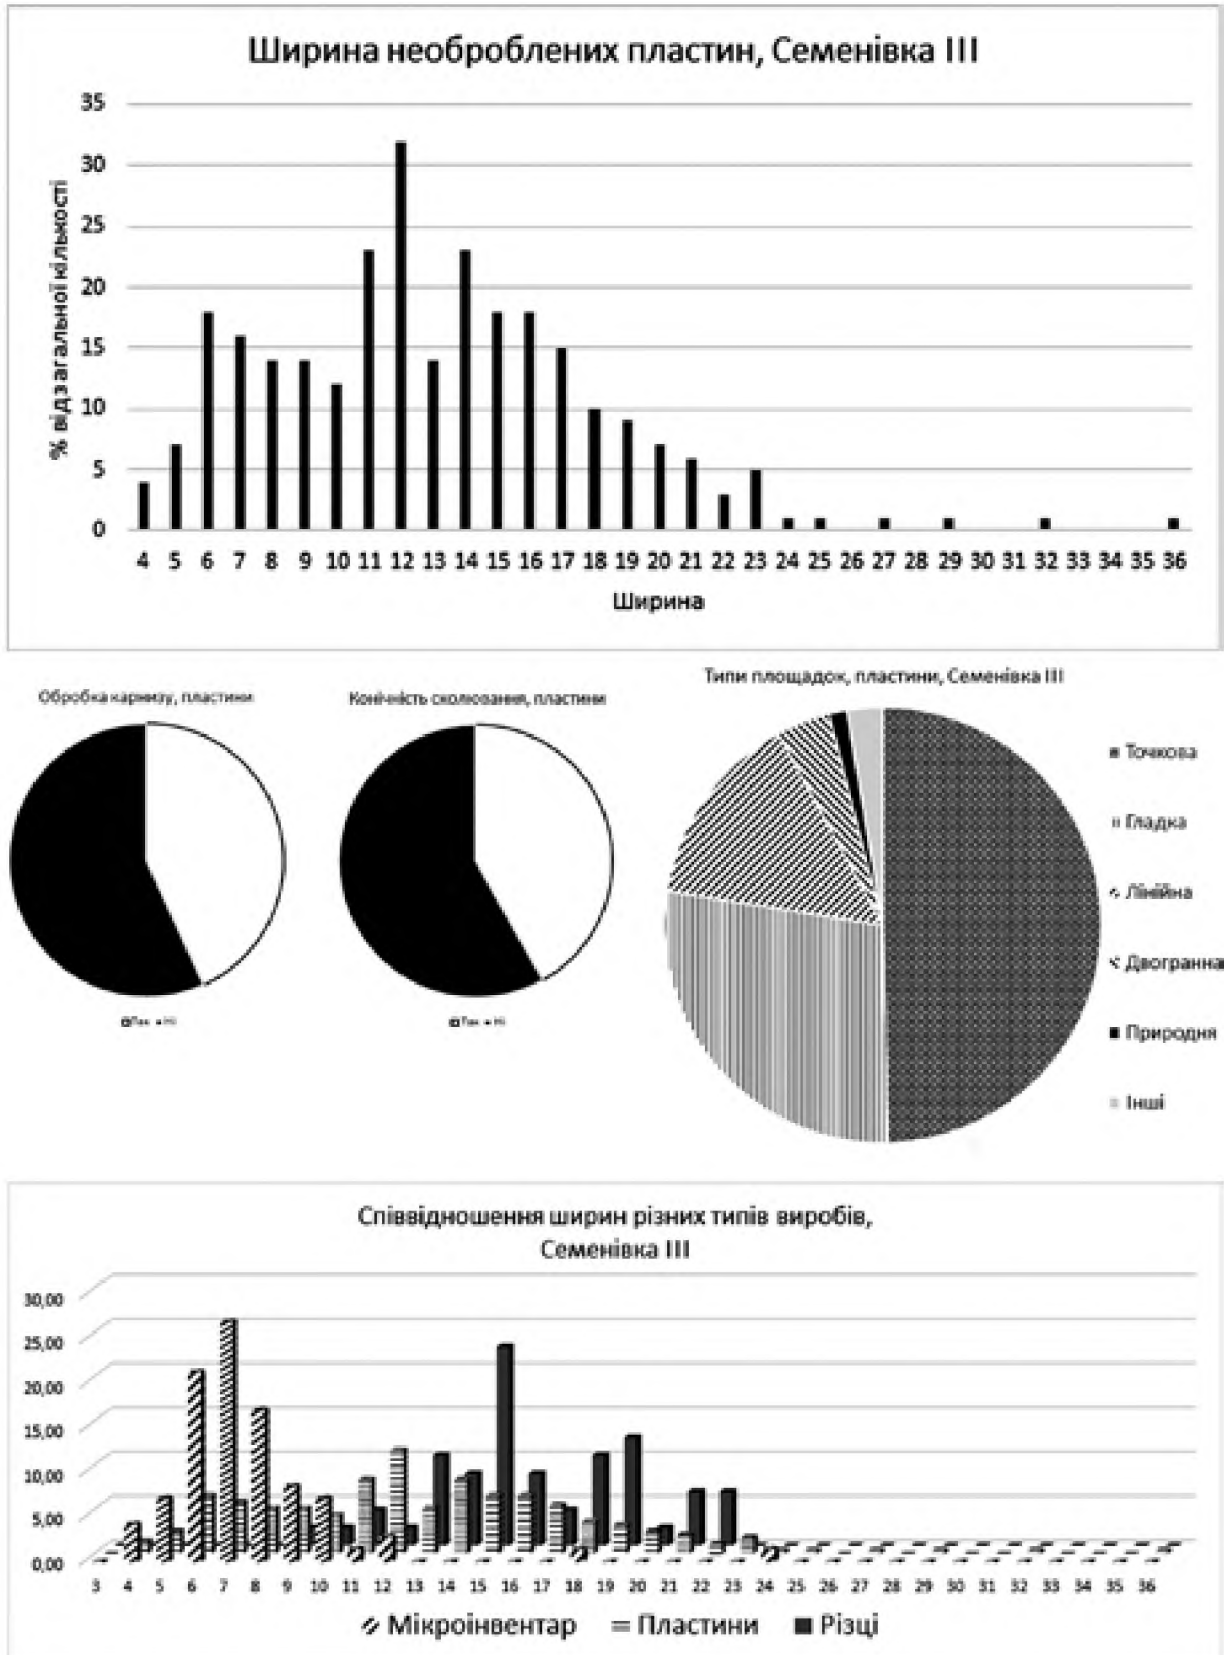 Ширина необроблених пластин, Семенівка III
% від загальної кількості
35
30
25
20
15
10
5
0
4 5 6 7 8 9 10 11 12 13 14 15 16 17 18 19 20 21 22 23 24 25 26 27 28 29 30 31 32 33 34 35 36
Ширина
Обробка карнизу, пластини
Так Ні
Конічність сколювання, пластини
Так Ні
Типи площадок, пластини, Семенівка III
Точкова
Гладка
Лінійна
Двогранна
Природня
Інші
Співвідношення ширин різних типів виробів,
Семенівка III
30,00
25,00
20,00
15,00
10,00
5,00
0,00
3 4 5 6 7 8 9 10 11 12 13 14 15 16 17 18 19 20 21 22 23 24 25 26 27 28 29 30 31 32 33 34 35 36
Мікроінвентар Пластини Різці